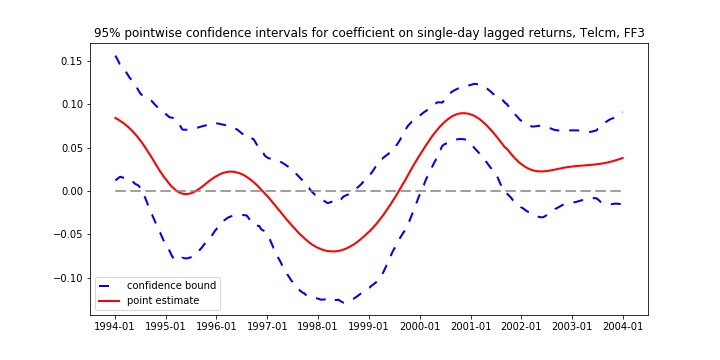 95% pointwise confidence intervals for coefficient on single-day lagged returns, Telcm, FF3
0.15
0.10
0.05
0.00
−0.05
−0.10
confidence bound
point estimate
1994-01 1995-01 1996-01 1997-01 1998-01 1999-01 2000-01 2001-01 2002-01 2003-01 2004-01